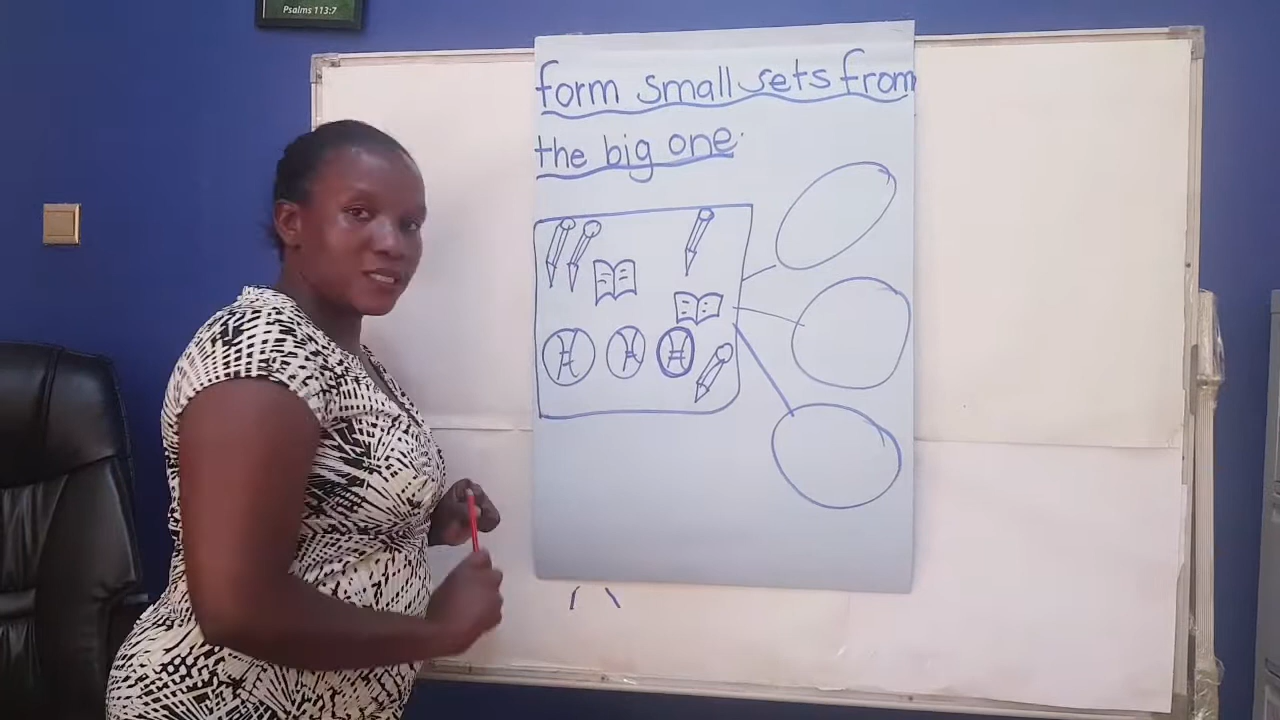 Psalms 113:7
form small sets from
the big one.